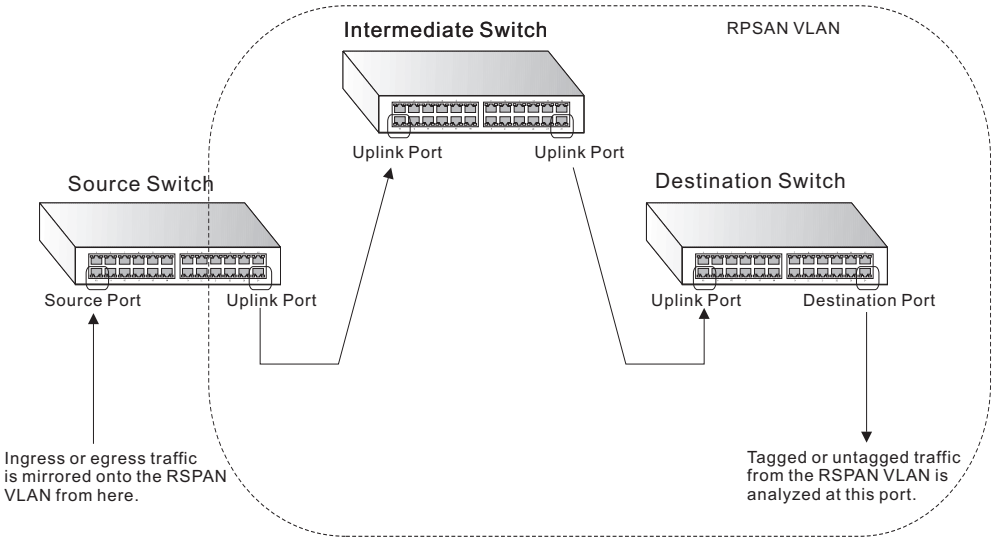 Intermediate Switch
RPSAN VLAN
Uplink Port
Uplink Port
Source Switch
Destination Switch
Source Port
Uplink Port
Uplink Port
Destination Port
Ingress or egress traffic
is mirrored onto the RSPAN
VLAN from here.
Tagged or untagged traffic
from the RSPAN VLAN is
analyzed at this port.